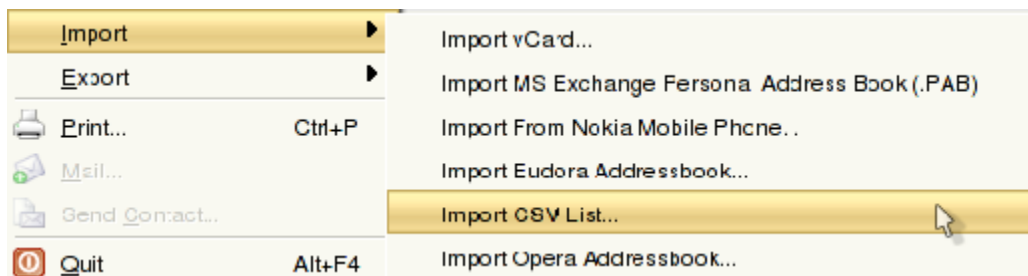 Import
Export
Print... Ctrl+P
Mail...
Send Contact...
Quit Alt+F4
Import vCard...
Import MS Exchange Personal Address Book (.PAB)
Import From Nokia Mobile Phone...
Import Eudora Addressbook...
Import CSV List...
Import Opera Addressbook...